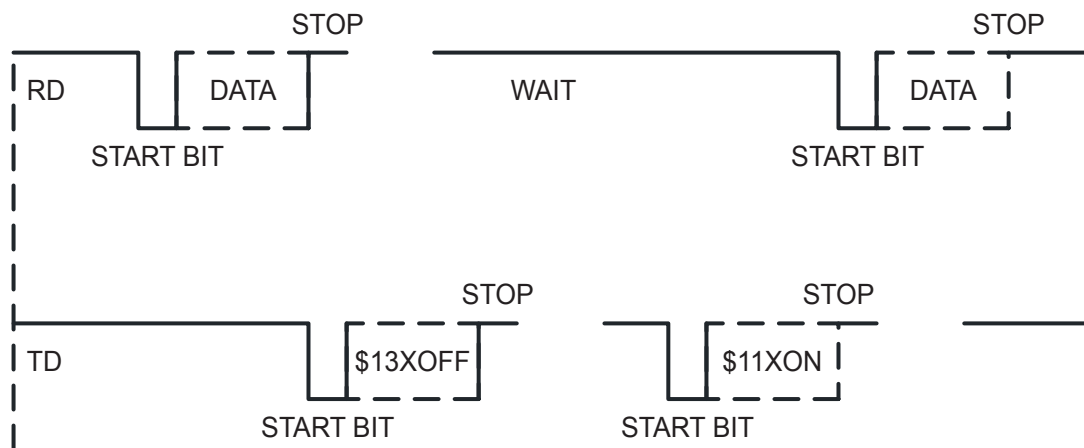 STOP STOP
RD DATA WAIT DATA
START BIT START BIT
STOP STOP
TD $13XOFF $11XON
START BIT START BIT